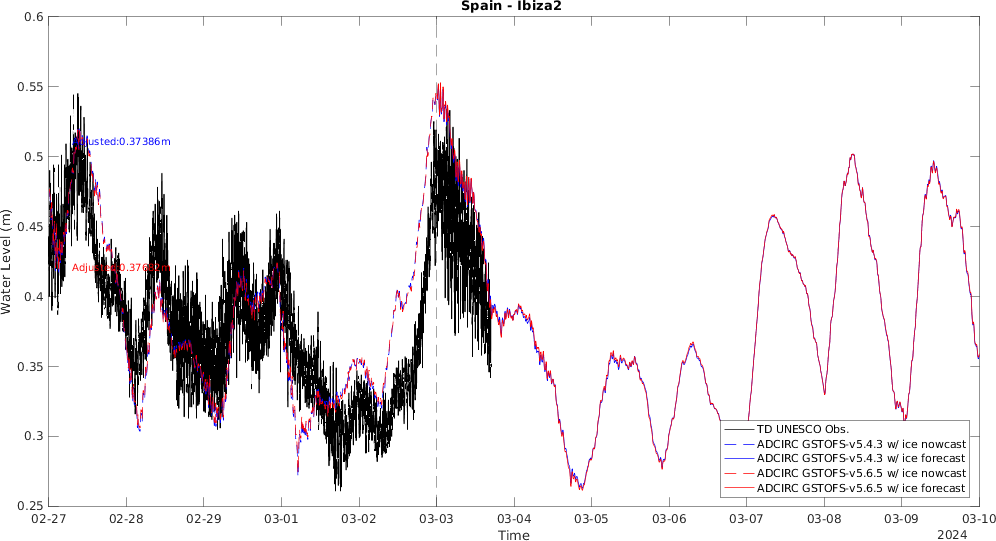 Spain - Ibiza2
Water Level (m)
0.6
0.55
0.5
0.45
0.4
0.35
0.3
0.25
Adjusted:0.37386m
02-27
02-28
02-29
03-01
03-02
03-03
03-04
03-05
03-06
03-07
03-08
03-09
03-10
Time
2024
TD UNESCO Obs.
ADCIRC GSTOFS-v5.4.3 w/ ice nowcast
ADCIRC GSTOFS-v5.4.3 w/ ice forecast
ADCIRC GSTOFS-v5.6.5 w/ ice nowcast
ADCIRC GSTOFS-v5.6.5 w/ ice forecast